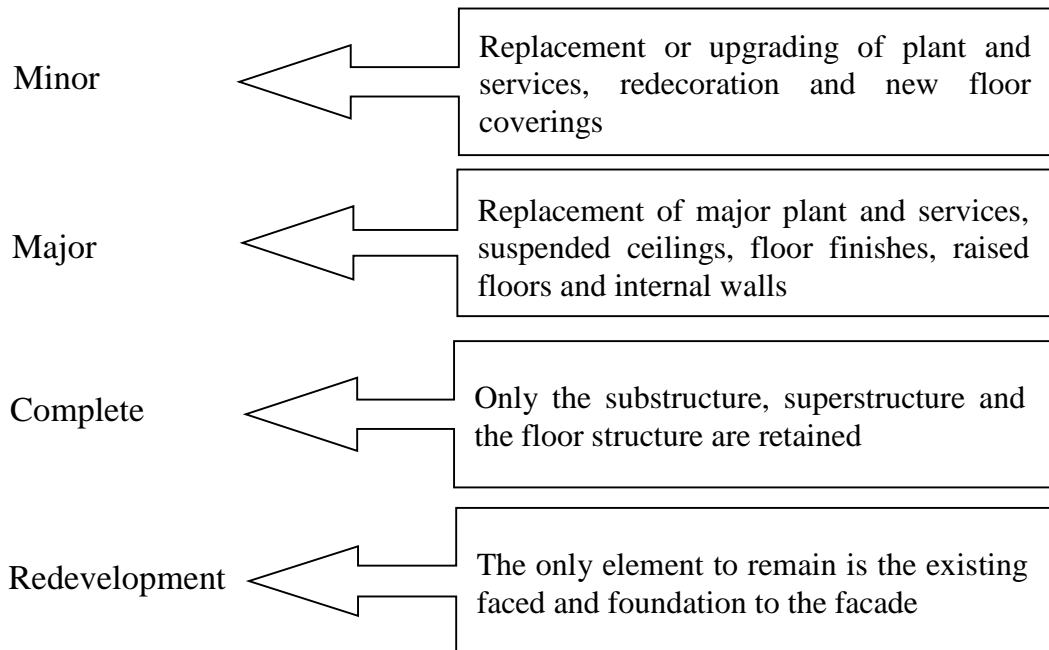 Minor
Replacement or upgrading of plant and
services, redecoration and new floor
coverings
Major
Replacement of major plant and services,
suspended ceilings, floor finishes, raised
floors and internal walls
Complete
Only the substructure, superstructure and
the floor structure are retained
Redevelopment
The only element to remain is the existing
faced and foundation to the facade